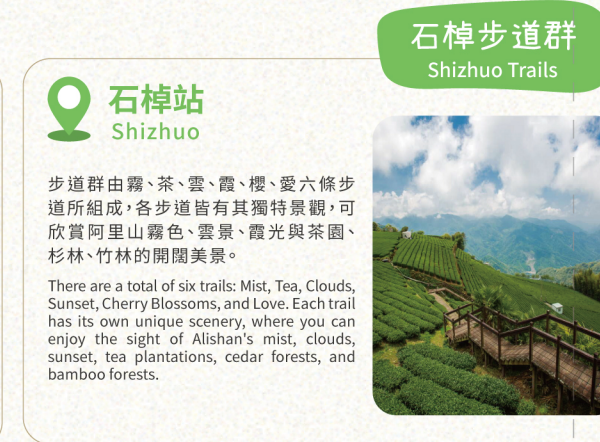 石棹步道群
Shizhuo Trails
石棹站
Shizhuo
步道群由霧、茶、雲、霞、櫻、愛六條步
道所組成，各步道皆有其獨特景觀，可
欣賞阿里山霧色、雲景、霞光與茶園、
杉林、竹林的開闊美景。
There are a total of six trails: Mist, Tea, Clouds,
Sunset, Cherry Blossoms, and Love. Each trail
has its own unique scenery, where you can
enjoy the sight of Alishan's mist, clouds,
sunset, tea plantations, cedar forests, and
bamboo forests.